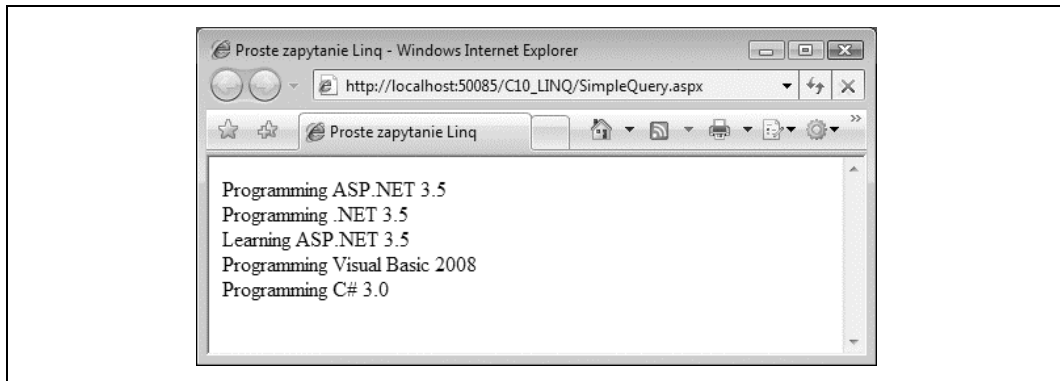 Proste zapytanie Linq - Windows Internet Explorer
http://localhost:50085/C10_LINQ/SimpleQuery.aspx
Proste zapytanie Linq
Programming ASP.NET 3.5
Programming .NET 3.5
Learning ASP.NET 3.5
Programming Visual Basic 2008
Programming C# 3.0